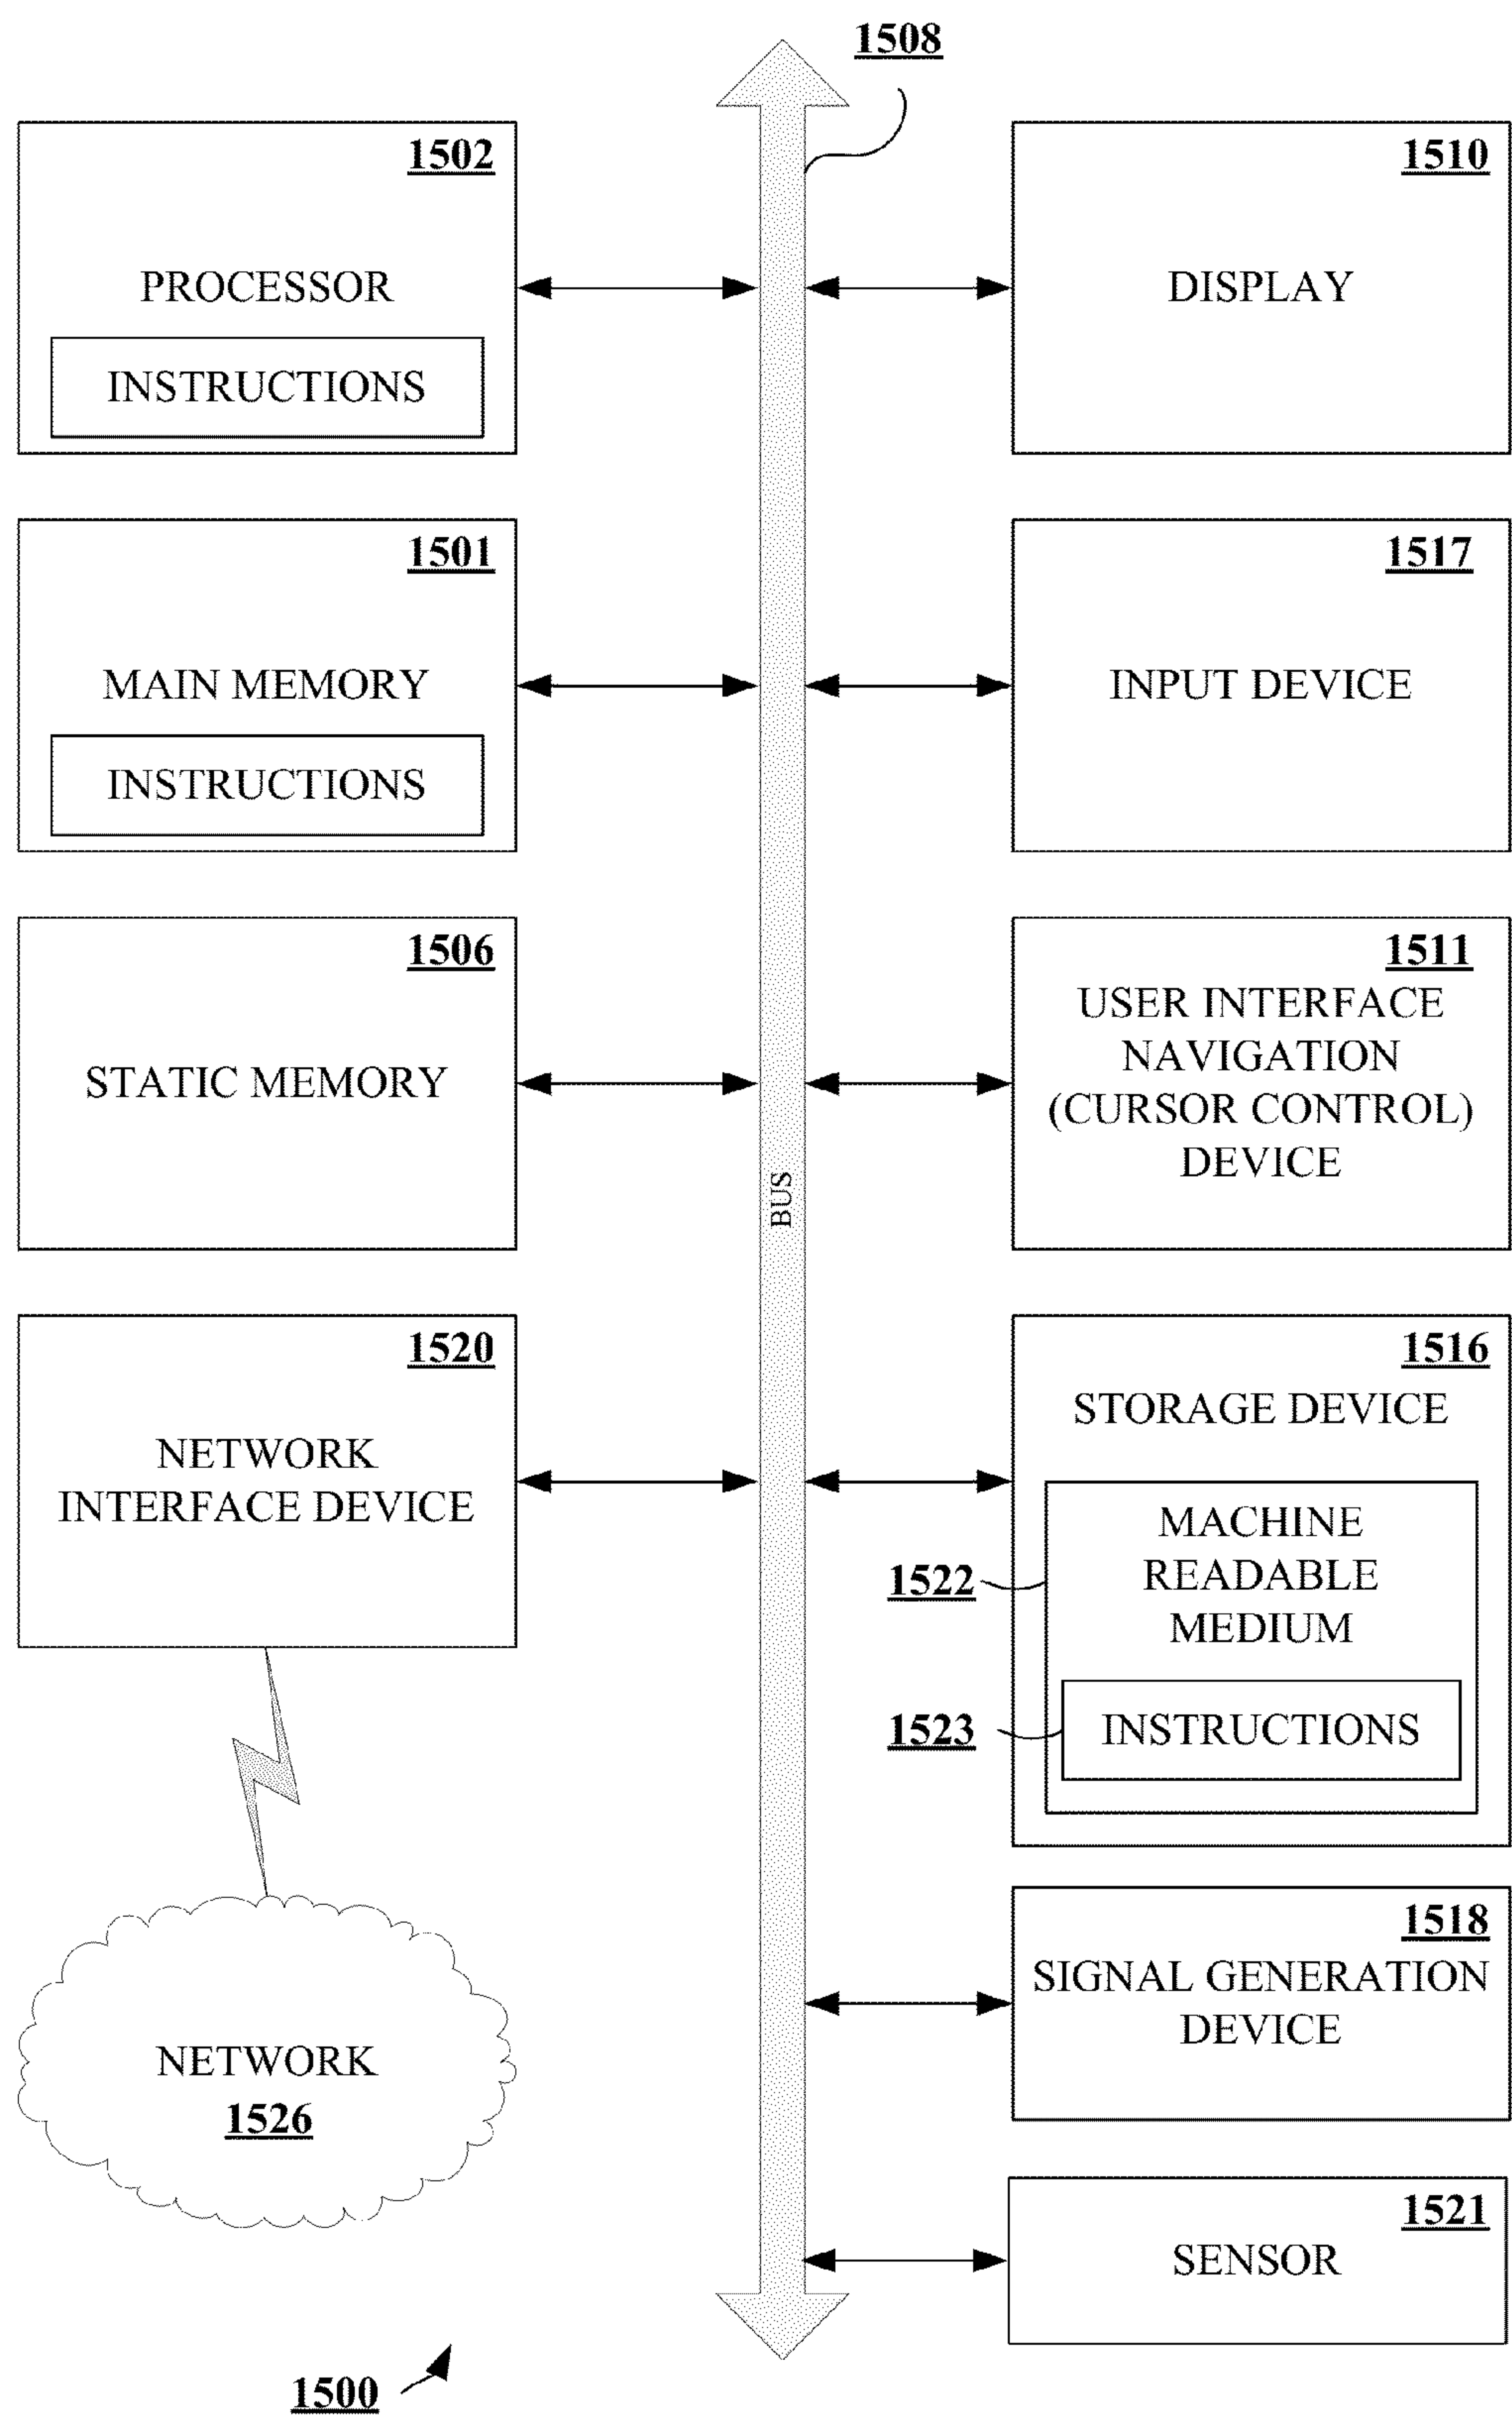 1508
1502
PROCESSOR
INSTRUCTIONS
1510
DISPLAY
1501
MAIN MEMORY
INSTRUCTIONS
1517
INPUT DEVICE
1506
STATIC MEMORY
1511
USER INTERFACE
NAVIGATION
(CURSOR CONTROL)
DEVICE
BUS
1520
NETWORK
INTERFACE DEVICE
1516
STORAGE DEVICE
MACHINE
READABLE
MEDIUM
1522
INSTRUCTIONS
1523
1518
SIGNAL GENERATION
DEVICE
NETWORK
1526
1521
SENSOR
1500